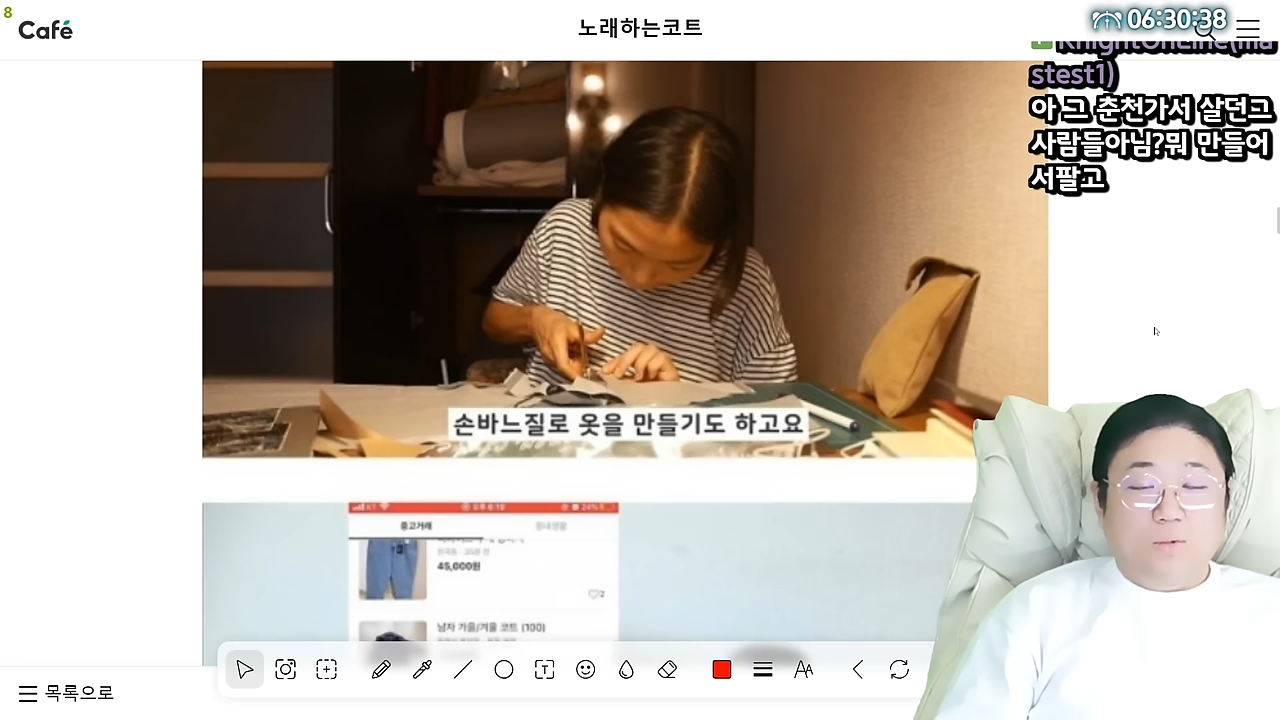 8
Café
노래하는코트
06:30:38
KnightOnLine(ma
stest1)
아 그 춘천가서 살던그
사람들아님?뭐 만들어
서팔고
손바느질로 옷을 만들기도 하고요
중고거래
45,000원
2
남자 가을/겨울 코트 (100)
목록으로